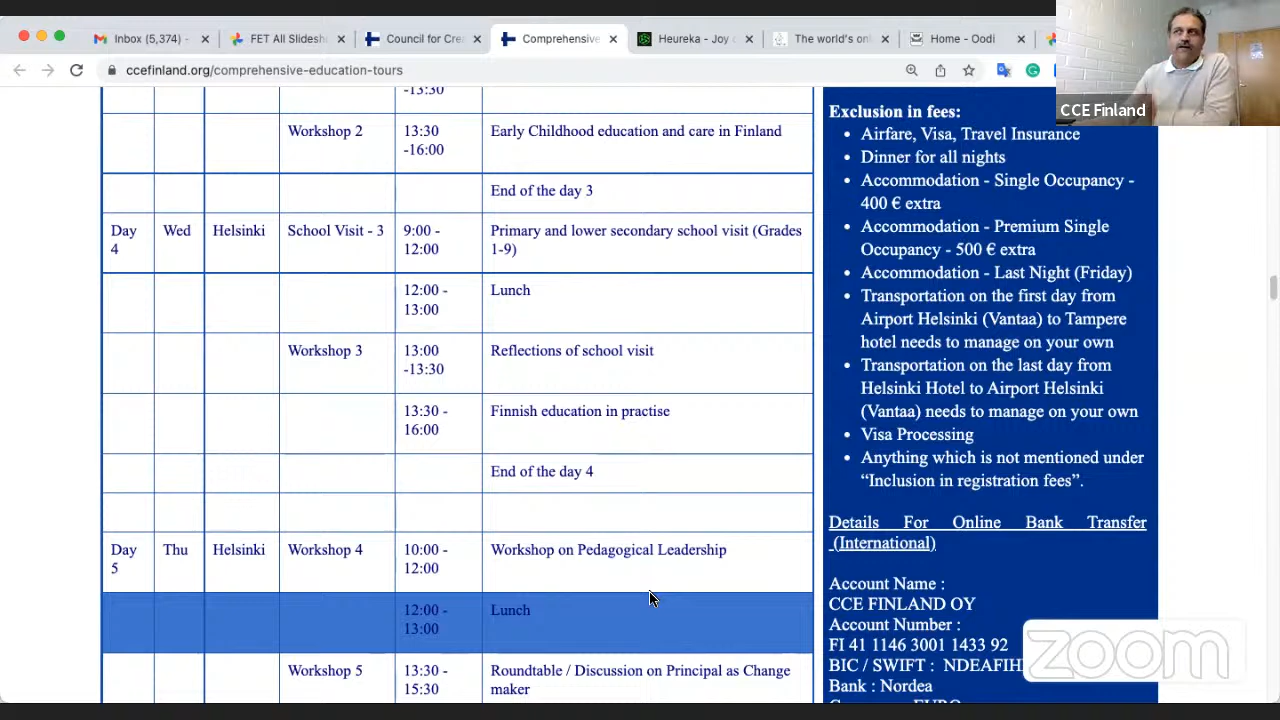 Inbox (5,374) -
FET All Slidesh
Council for Cre
Comprehensive
Heureka - Joy o
The world's onl
Home - Oodi
ccefinland.org/comprehensive-education-tours
CCE Finland
-13:30
Workshop 2
13:30
-16:00
Early Childhood education and care in Finland
End of the day 3
Day
4
Wed
Helsinki
School Visit - 3
9:00 -
12:00
Primary and lower secondary school visit (Grades
1-9)
12:00 -
13:00
Lunch
Workshop 3
13:00
-13:30
Reflections of school visit
13:30 -
16:00
Finnish education in practise
End of the day 4
Day
5
Thu
Helsinki
Workshop 4
10:00 -
12:00
Workshop on Pedagogical Leadership
12:00 -
13:00
Lunch
Workshop 5
13:30 -
15:30
Roundtable / Discussion on Principal as Change
maker
Exclusion in fees:
• Airfare, Visa, Travel Insurance
• Dinner for all nights
• Accommodation - Single Occupancy -
400 € extra
• Accommodation - Premium Single
Occupancy - 500 € extra
• Accommodation - Last Night (Friday)
• Transportation on the first day from
Airport Helsinki (Vantaa) to Tampere
hotel needs to manage on your own
• Transportation on the last day from
Helsinki Hotel to Airport Helsinki
(Vantaa) needs to manage on your own
• Visa Processing
• Anything which is not mentioned under
“Inclusion in registration fees”.
Details For Online Bank Transfer
(International)
Account Name :
CCE FINLAND OY
Account Number :
FI 41 1146 3001 1433 92
BIC / SWIFT : NDEAFIH
Bank : Nordea
zoom